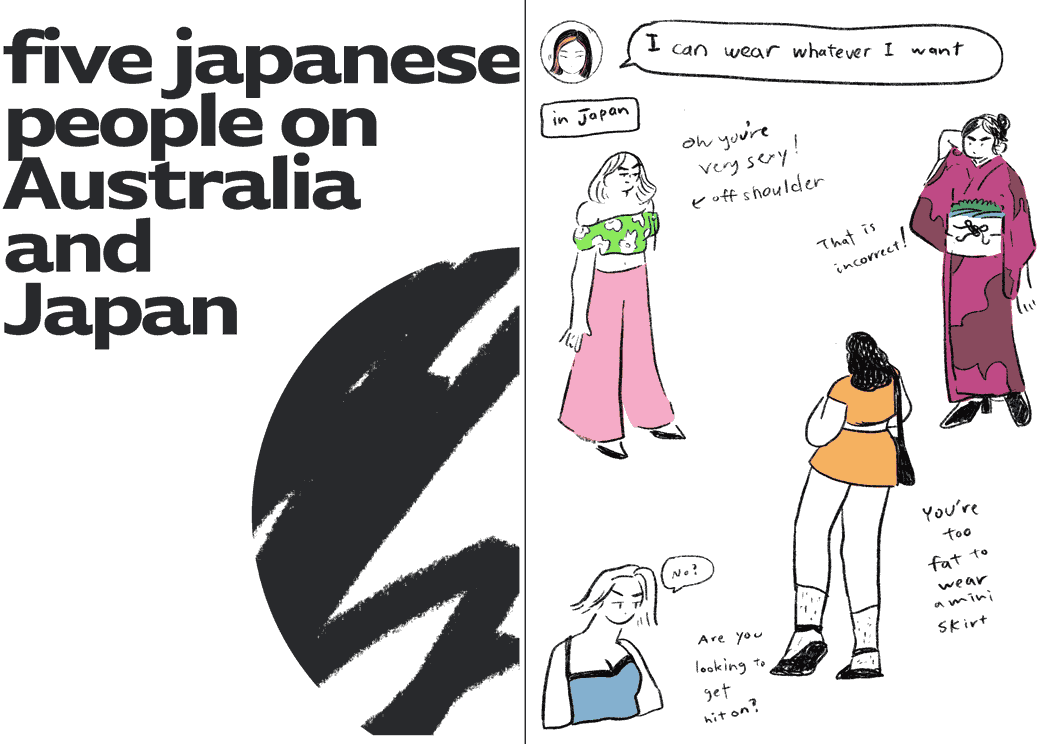 five japanese
people on
Australia
and
Japan
I can wear whatever I want
in Japan
Oh you're
very sexy!
← off shoulder
That is
incorrect!
You're
too
fat to
wear
a mini
skirt
No?
Are you
looking to
get
hit on?